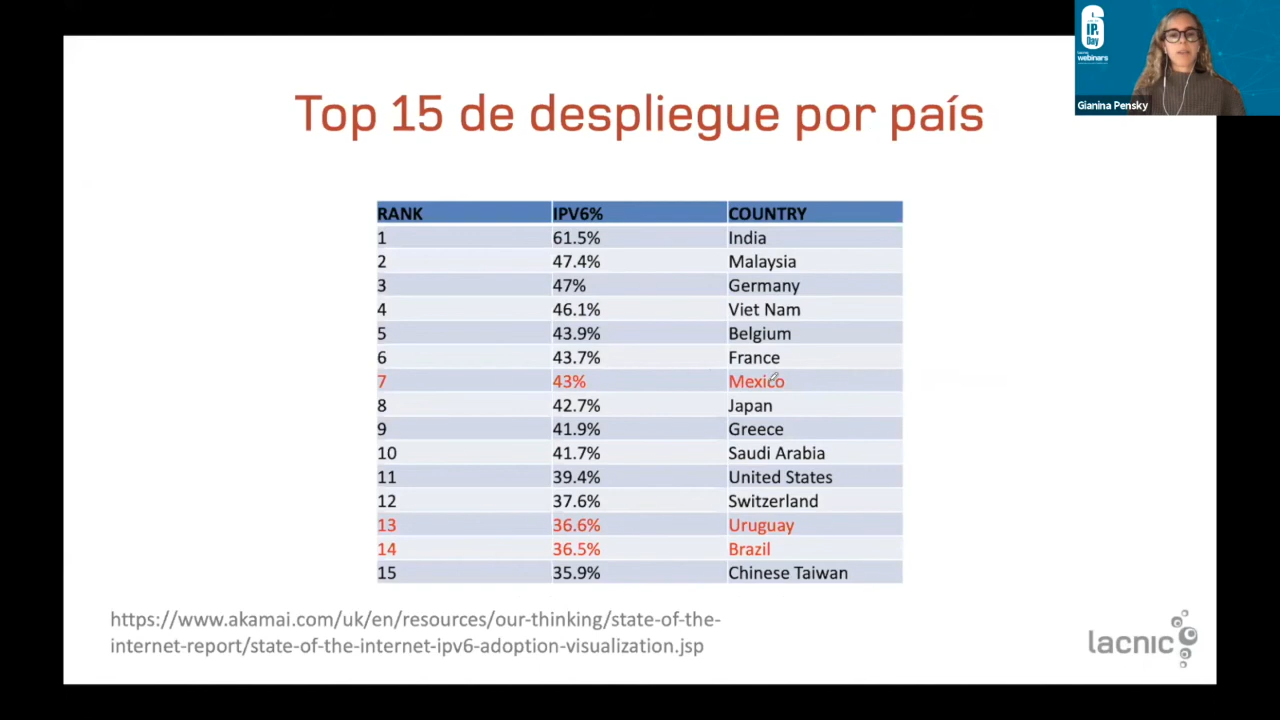 6
IPv6
Day
webinars
Gianina Pensky
Top 15 de despliegue por país
RANK IPV6% COUNTRY
1 61.5% India
2 47.4% Malaysia
3 47% Germany
4 46.1% Viet Nam
5 43.9% Belgium
6 43.7% France
7 43% Mexico
8 42.7% Japan
9 41.9% Greece
10 41.7% Saudi Arabia
11 39.4% United States
12 37.6% Switzerland
13 36.6% Uruguay
14 36.5% Brazil
15 35.9% Chinese Taiwan
https://www.akamai.com/uk/en/resources/our-thinking/state-of-the-
internet-report/state-of-the-internet-ipv6-adoption-visualization.jsp
lacnic